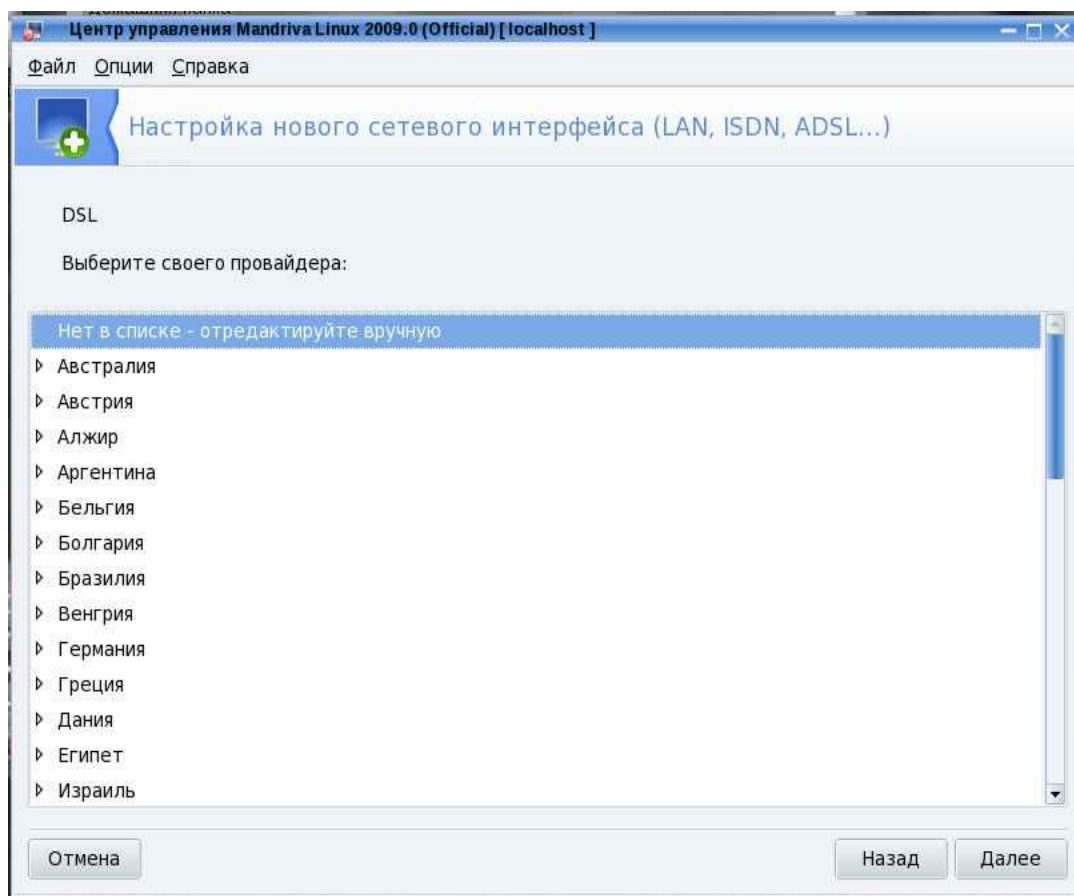 Центр управления Mandriva Linux 2009.0 (Official) [ localhost ]
Файл Опции Справка
Настройка нового сетевого интерфейса (LAN, ISDN, ADSL...)
DSL
Выберите своего провайдера:
Нет в списке - отредактируйте вручную
Австралия
Австрия
Алжир
Аргентина
Бельгия
Болгария
Бразилия
Венгрия
Германия
Греция
Дания
Египет
Израиль
Отмена Назад Далее